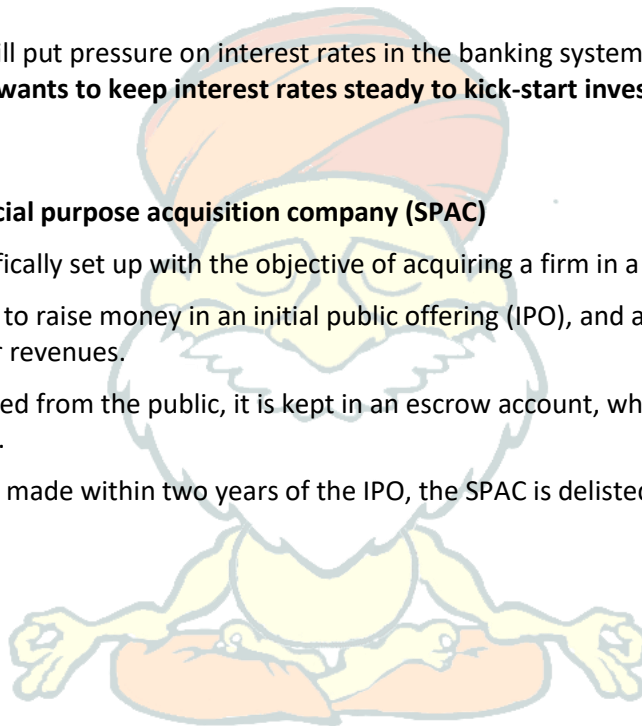 ill put pressure on interest rates in the banking system
wants to keep interest rates steady to kick-start inves
cial purpose acquisition company (SPAC)
fically set up with the objective of acquiring a firm in a
to raise money in an initial public offering (IPO), and a
r revenues.
ed from the public, it is kept in an escrow account, wh
.
made within two years of the IPO, the SPAC is delisted